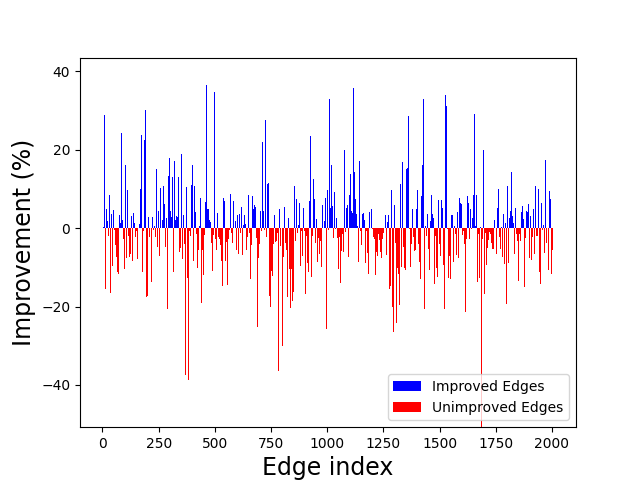 Improvement (%)
40
20
0
−20
−40
Improved Edges
Unimproved Edges
0 250 500 750 1000 1250 1500 1750 2000
Edge index